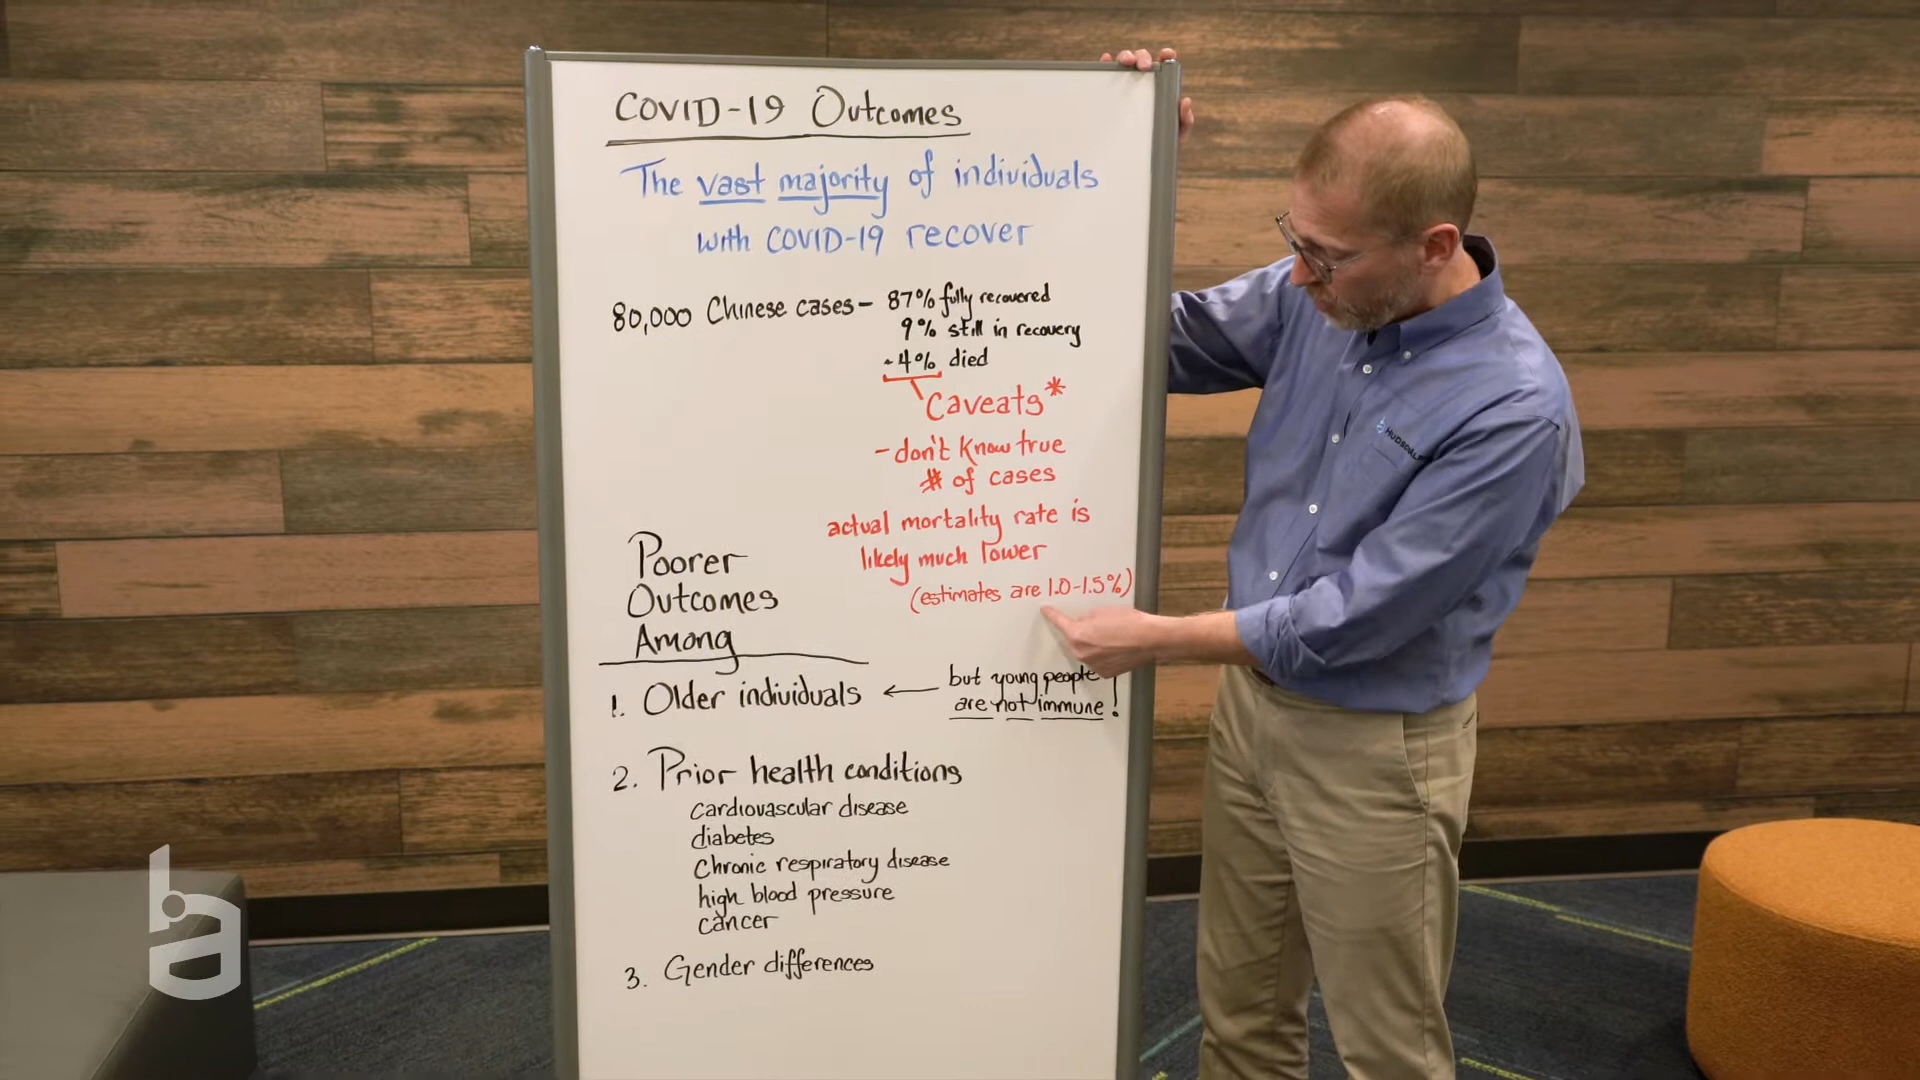 COVID-19 Outcomes
The vast majority of individuals
with COVID-19 recover
80,000 Chinese cases - 87% fully recovered
9% still in recovery
~4% died
Caveats*
- don't know true
# of cases
actual mortality rate is
likely much lower
(estimates are 1.0-1.5%)
Poorer
Outcomes
Among
1. Older individuals ← but young people
are not immune!
2. Prior health conditions
cardiovascular disease
diabetes
Chronic respiratory disease
high blood pressure
cancer
3. Gender differences
ha